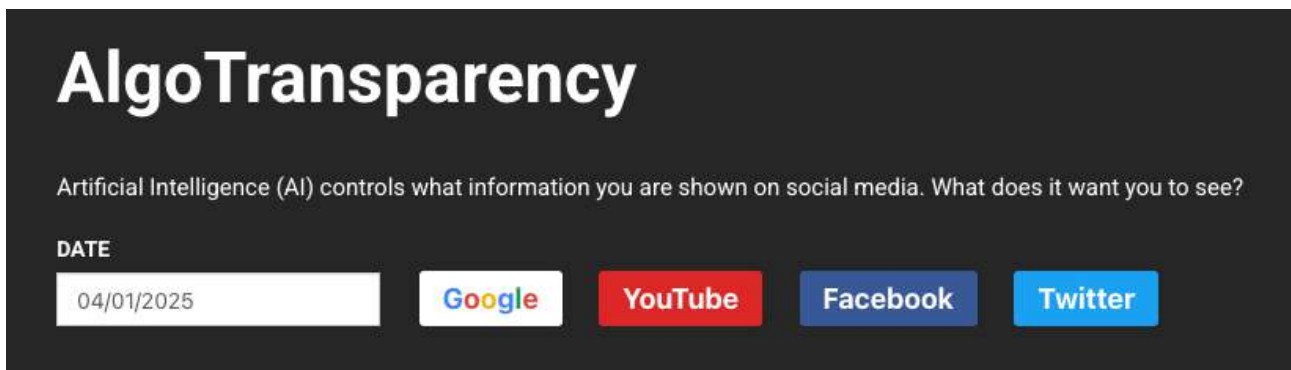 AlgoTransparency
Artificial Intelligence (AI) controls what information you are shown on social media. What does it want you to see?
DATE
04/01/2025 Google YouTube Facebook Twitter